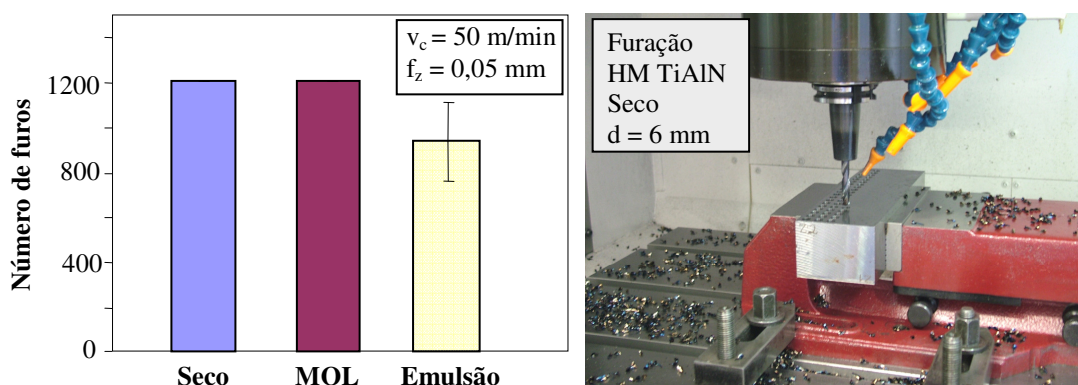 Número de furos
1200
800
400
0
v_c = 50 m/min
f_z = 0,05 mm
Seco
MQL
Emulsão
Furação
HM TiAlN
Seco
d = 6 mm